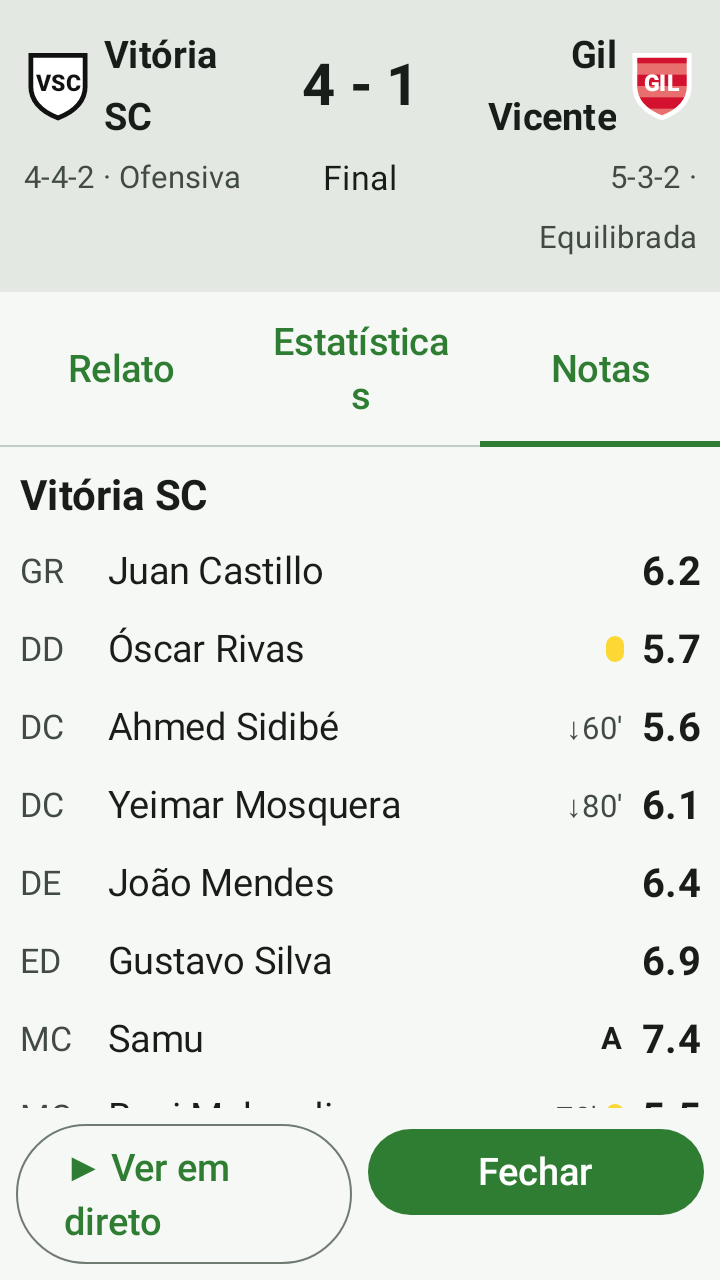 VSC
Vitória
SC
4 - 1
Gil
Vicente
GIL
4-4-2 · Ofensiva
Final
5-3-2 ·
Equilibrada
Relato
Estatística
s
Notas
Vitória SC
GR Juan Castillo 6.2
DD Óscar Rivas 5.7
DC Ahmed Sidibé ↓60' 5.6
DC Yeimar Mosquera ↓80' 6.1
DE João Mendes 6.4
ED Gustavo Silva 6.9
MC Samu A 7.4
► Ver em
direto
Fechar